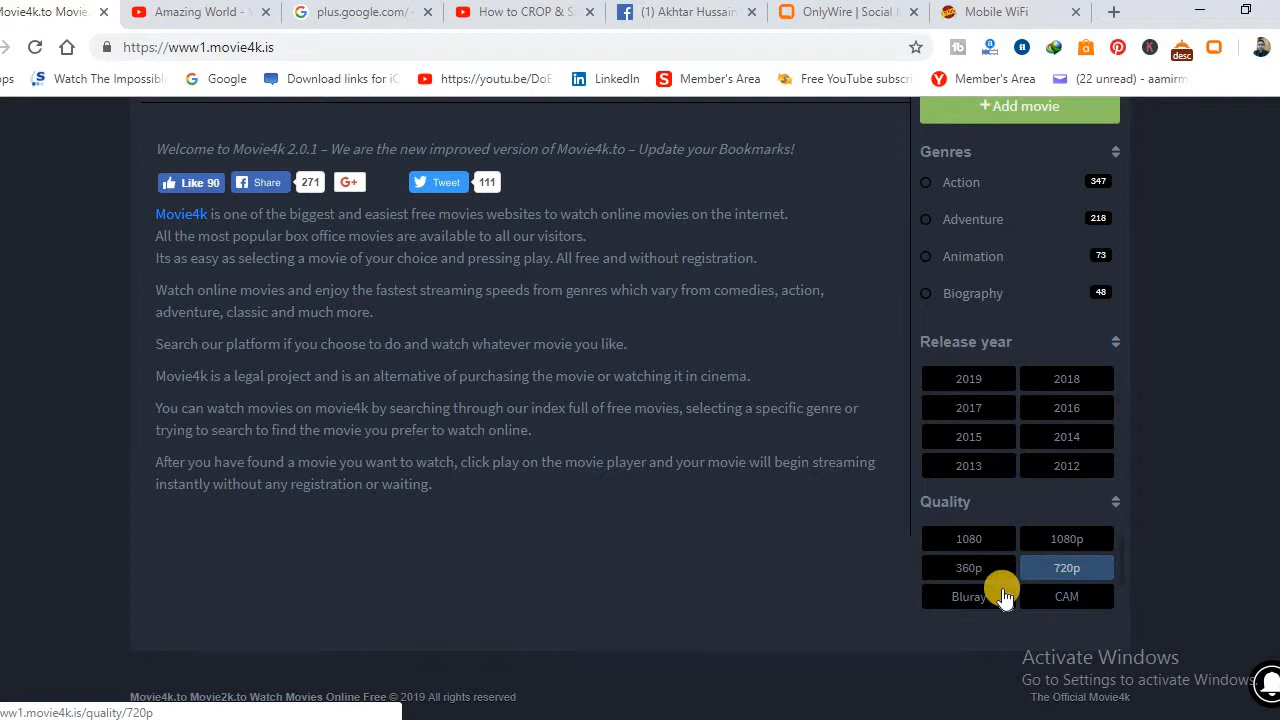 Movie4k.to Movie
Amazing World -
plus.google.com/
How to CROP & S
(1) Akhtar Hussain
OnlyWire | Social
Mobile WiFi
https://www1.movie4k.is
desc
ops
Watch The Impossibl
Google
Download links for iC
https://youtu.be/DoE
LinkedIn
Member's Area
Free YouTube subscri
Member's Area
(22 unread) - aamirm
+ Add movie
Welcome to Movie4k 2.0.1 – We are the new improved version of Movie4k.to – Update your Bookmarks!
Genres
Like 90
Share
271
G+
Tweet
111
Action
347
Movie4k is one of the biggest and easiest free movies websites to watch online movies on the internet.
Adventure
218
All the most popular box office movies are available to all our visitors.
Its as easy as selecting a movie of your choice and pressing play. All free and without registration.
Animation
73
Watch online movies and enjoy the fastest streaming speeds from genres which vary from comedies, action,
Biography
48
adventure, classic and much more.
Search our platform if you choose to do and watch whatever movie you like.
Release year
Movie4k is a legal project and is an alternative of purchasing the movie or watching it in cinema.
2019
2018
You can watch movies on movie4k by searching through our index full of free movies, selecting a specific genre or
2017
2016
trying to search to find the movie you prefer to watch online.
2015
2014
After you have found a movie you want to watch, click play on the movie player and your movie will begin streaming
2013
2012
instantly without any registration or waiting.
Quality
1080
1080p
360p
720p
Bluray
CAM
Activate Windows
Go to Settings to activate Windows.
Movie4k.to Movie2k.to Watch Movies Online Free © 2019 All rights reserved
The Official Movie4k
ww1.movie4k.is/quality/720p